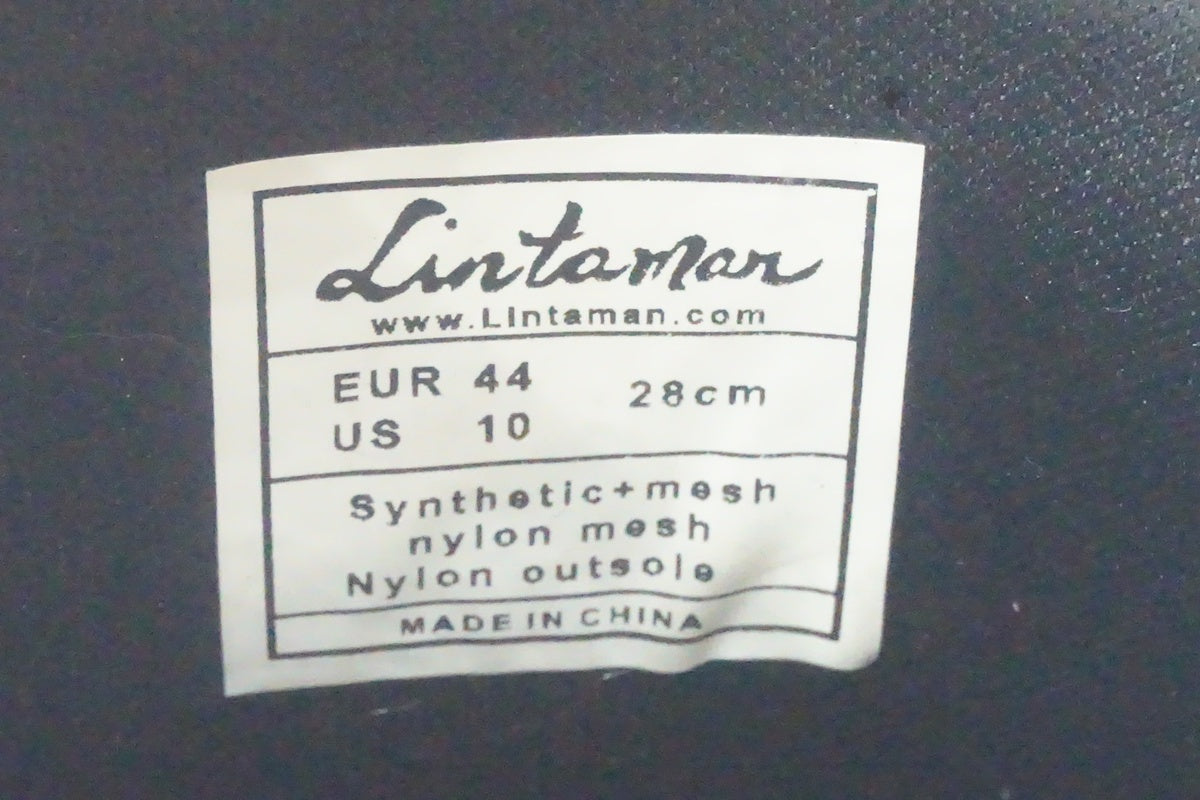 Lintaman
www.Lintaman.com
EUR 44 28cm
US 10
Synthetic+mesh
nylon mesh
Nylon outsole
MADE IN CHINA